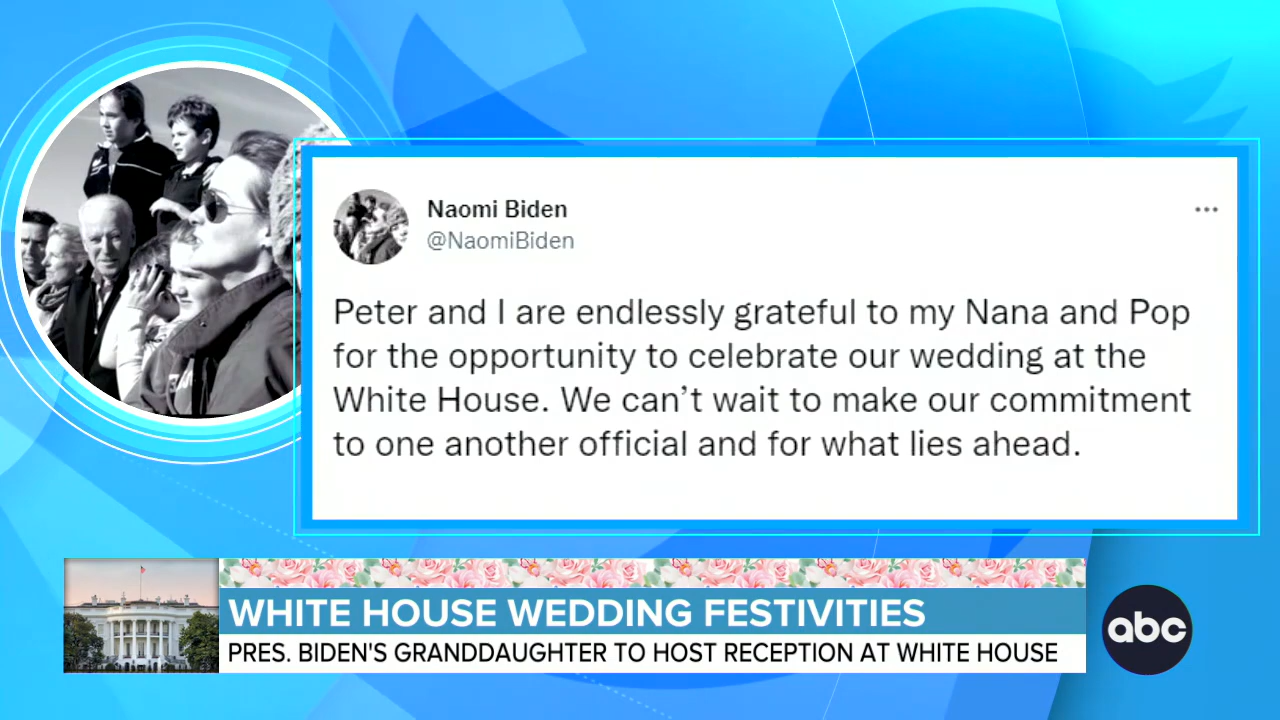 Naomi Biden
@NaomiBiden
Peter and I are endlessly grateful to my Nana and Pop
for the opportunity to celebrate our wedding at the
White House. We can’t wait to make our commitment
to one another official and for what lies ahead.
WHITE HOUSE WEDDING FESTIVITIES
PRES. BIDEN'S GRANDDAUGHTER TO HOST RECEPTION AT WHITE HOUSE
abc